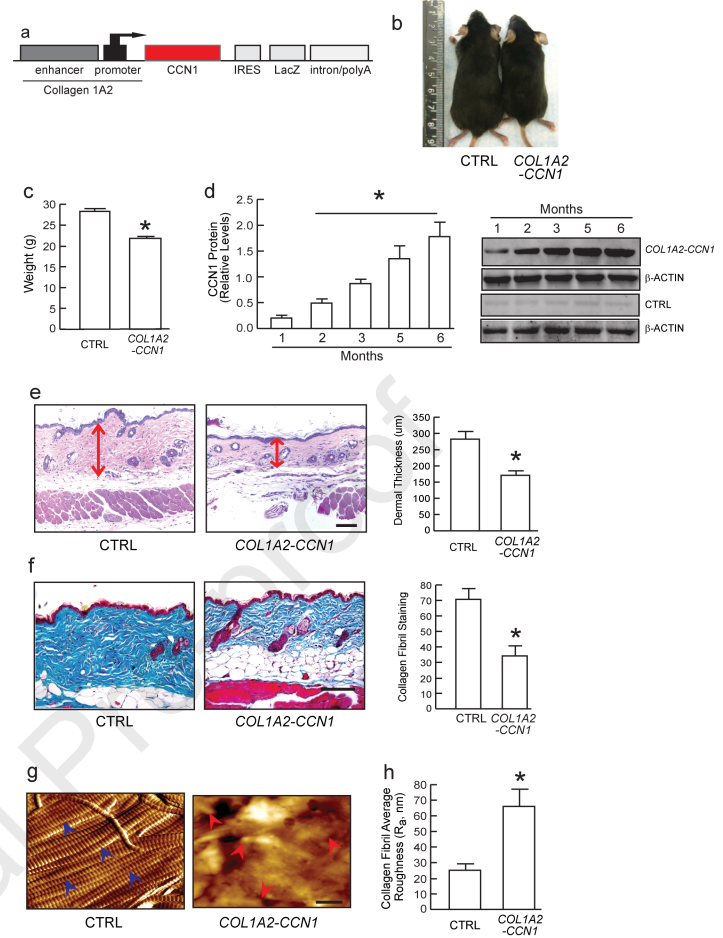 a
enhancer promoter CCN1 IRES LacZ intron/polyA
Collagen 1A2
b
CTRL COL1A2
-CCN1
c
Weight (g)
30
25
20
15
10
5
0
*
CTRL COL1A2
-CCN1
d
CCN1 Protein
(Relative Levels)
2.5
2.0
1.5
1.0
0.5
0.0
*
1 2 3 5 6
Months
Months
1 2 3 5 6
COL1A2-CCN1
β-ACTIN
CTRL
β-ACTIN
e
CTRL COL1A2-CCN1
Dermal Thickness (um)
350
300
250
200
150
100
50
0
*
CTRL COL1A2
-CCN1
f
CTRL COL1A2-CCN1
Collagen Fibril Staining
80
70
60
50
40
30
20
10
0
*
CTRL COL1A2
-CCN1
g
CTRL COL1A2-CCN1
h
Collagen Fibril Average
Roughness (Ra, nm)
80
70
60
50
40
30
20
10
0
*
CTRL COL1A2
-CCN1